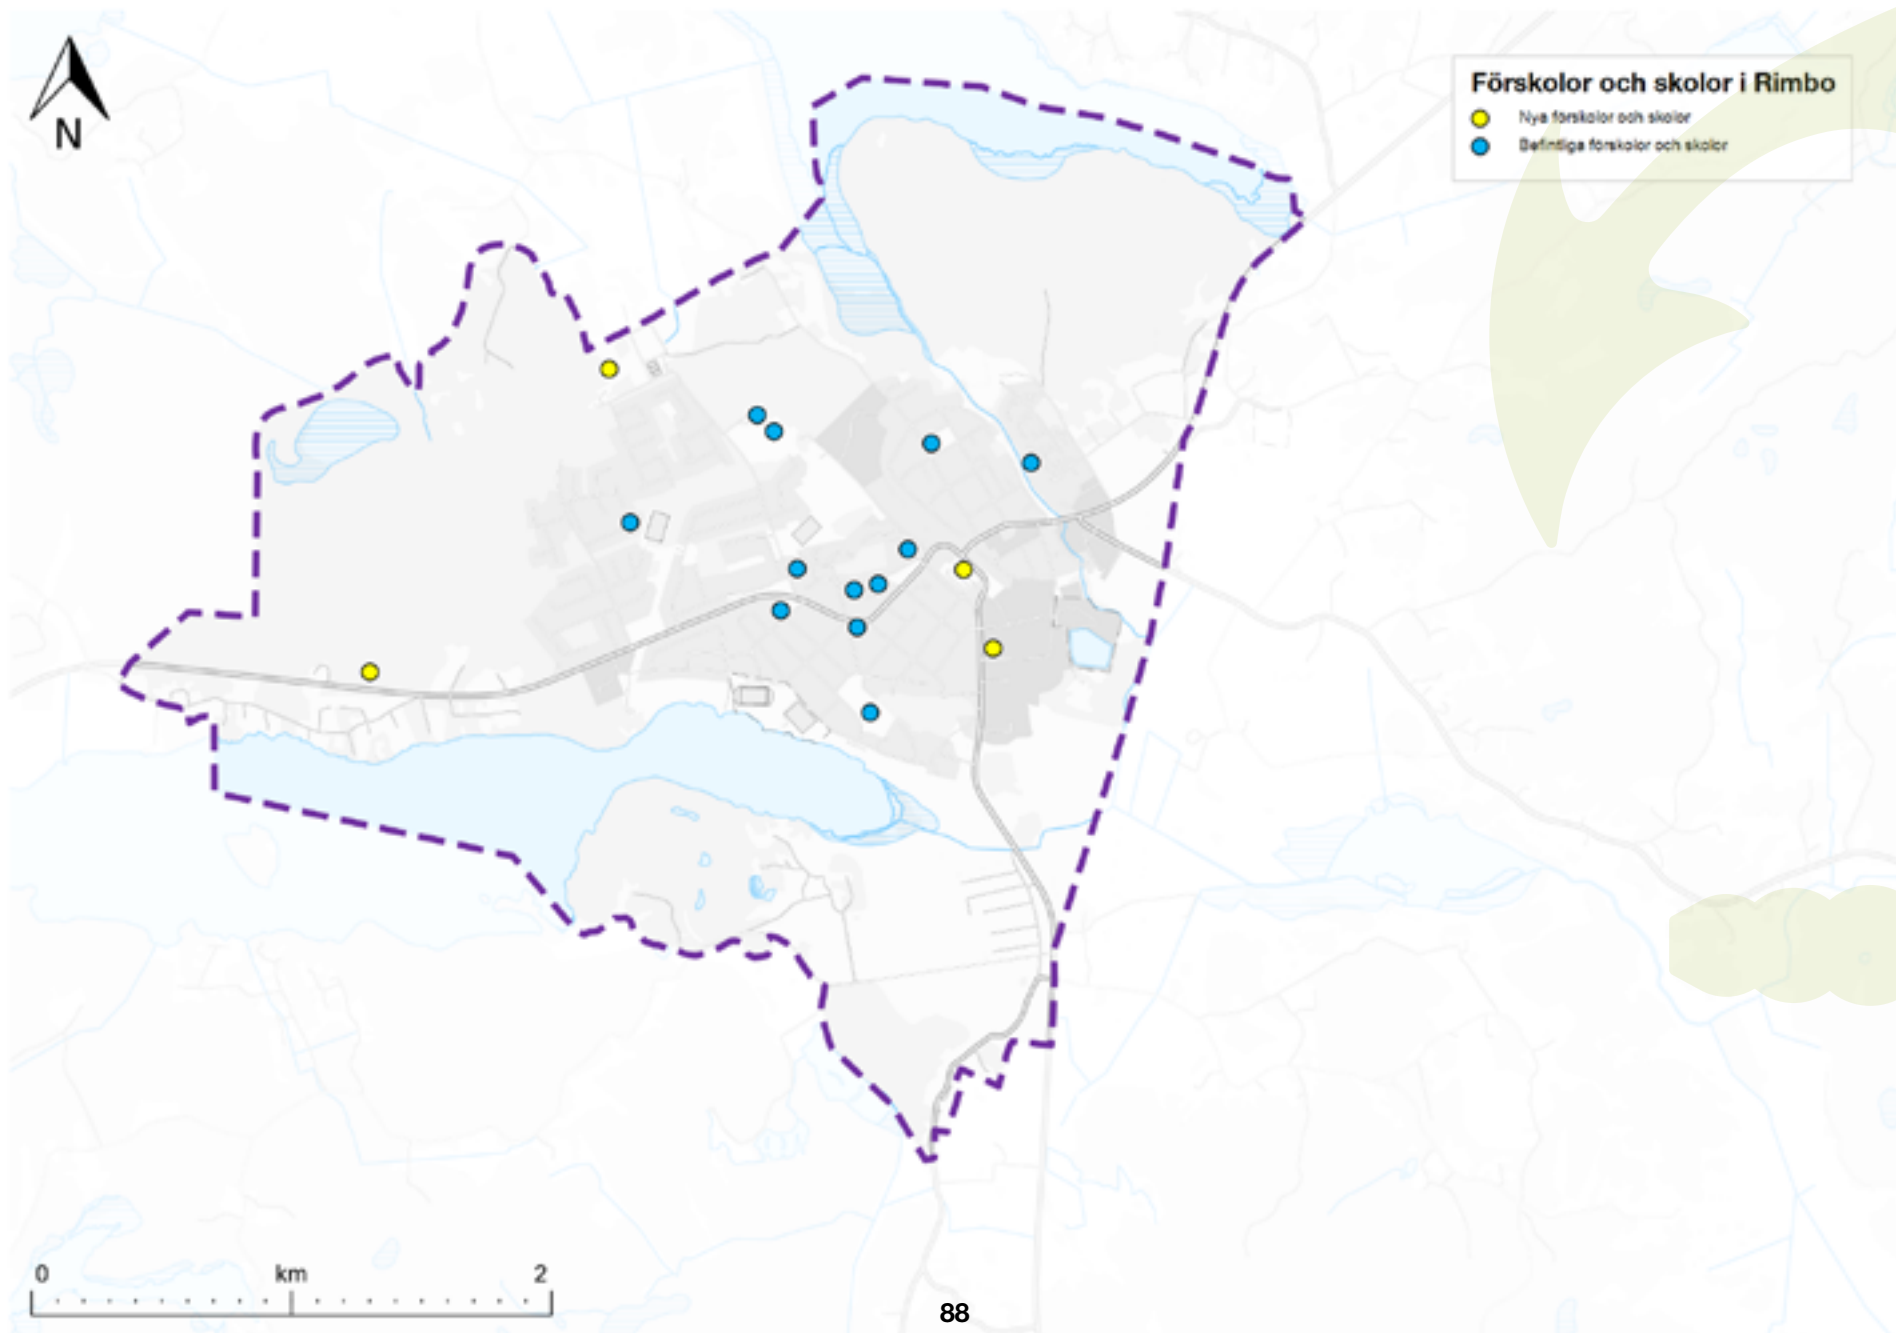 N
Förskolor och skolor i Rimbo
Nya förskolor och skolor
Befintliga förskolor och skolor
0 km 2
88